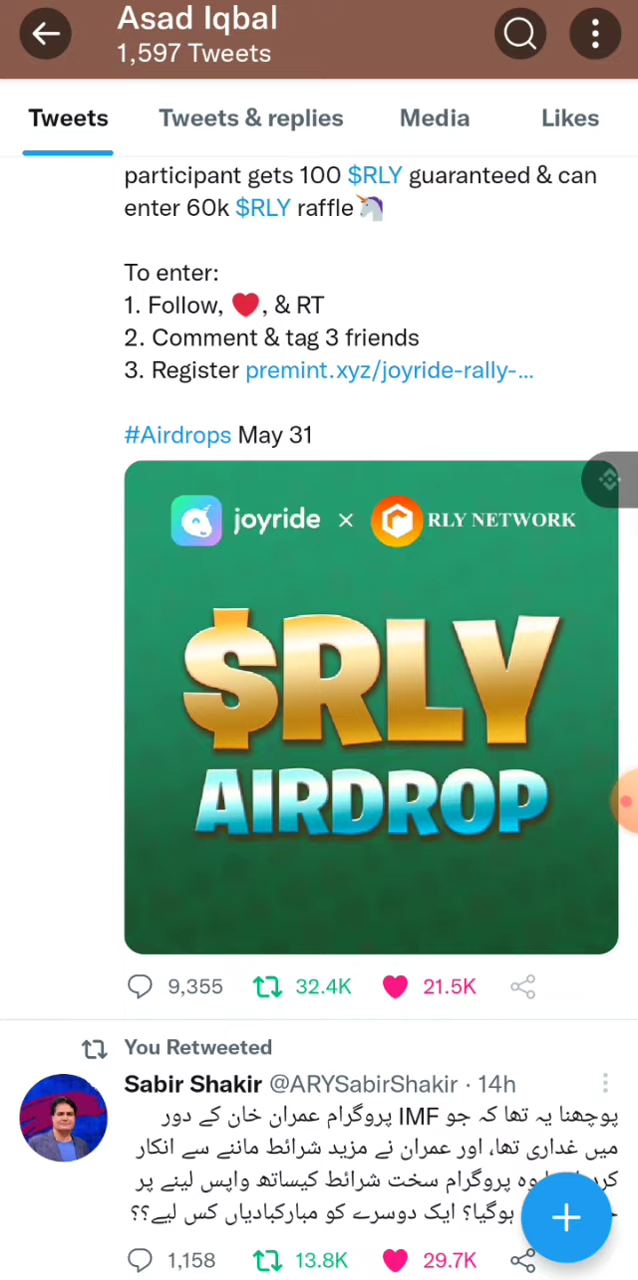 Asad Iqbal
1,597 Tweets
Tweets
Tweets & replies
Media
Likes
participant gets 100 $RLY guaranteed & can
enter 60k $RLY raffle🦄
To enter:
1. Follow, ❤️, & RT
2. Comment & tag 3 friends
3. Register premint.xyz/joyride-rally-...
#Airdrops May 31
joyride x RLY NETWORK
$RLY
AIRDROP
9,355 32.4K 21.5K
You Retweeted
Sabir Shakir @ARYSabirShakir · 14h
پوچھنا یہ تھا کہ جو IMF پروگرام عمران خان کے دور
میں غداری تھا، اور عمران نے مزید شرائط ماننے سے انکار
وہ پروگرام سخت شرائط کیساتھ واپس لینے پر
ہوگیا؟ ایک دوسرے کو مبارکبادیاں کس لیے؟؟
1,158 13.8K 29.7K